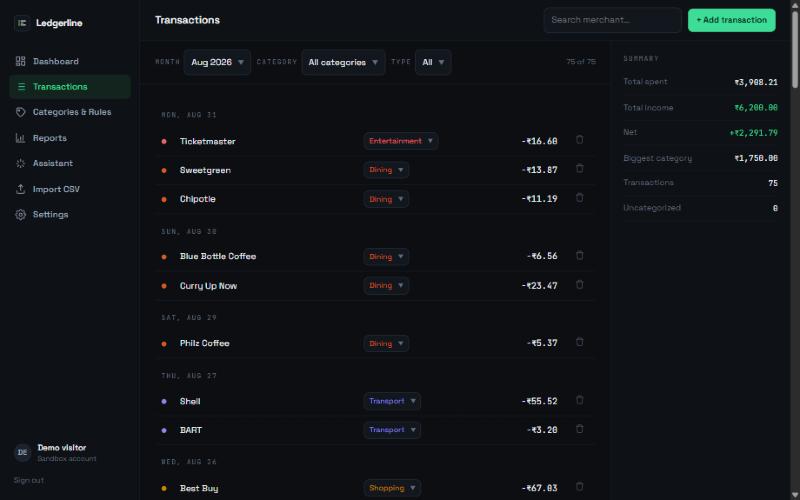 Ledgerline
Transactions
Search merchant...
+ Add transaction
Dashboard
Transactions
Categories & Rules
Reports
Assistant
Import CSV
Settings
MONTH Aug 2026 CATEGORY All categories TYPE All 75 of 75
MON, AUG 31
Ticketmaster Entertainment -₹16.60
Sweetgreen Dining -₹13.87
Chipotle Dining -₹11.19
SUN, AUG 30
Blue Bottle Coffee Dining -₹6.56
Curry Up Now Dining -₹23.47
SAT, AUG 29
Philz Coffee Dining -₹5.37
THU, AUG 27
Shell Transport -₹55.52
BART Transport -₹3.20
WED, AUG 26
Best Buy Shopping -₹67.03
SUMMARY
Total spent ₹3,908.21
Total income ₹6,200.00
Net +₹2,291.79
Biggest category ₹1,750.00
Transactions 75
Uncategorized 0
DE Demo visitor
Sandbox account
Sign out